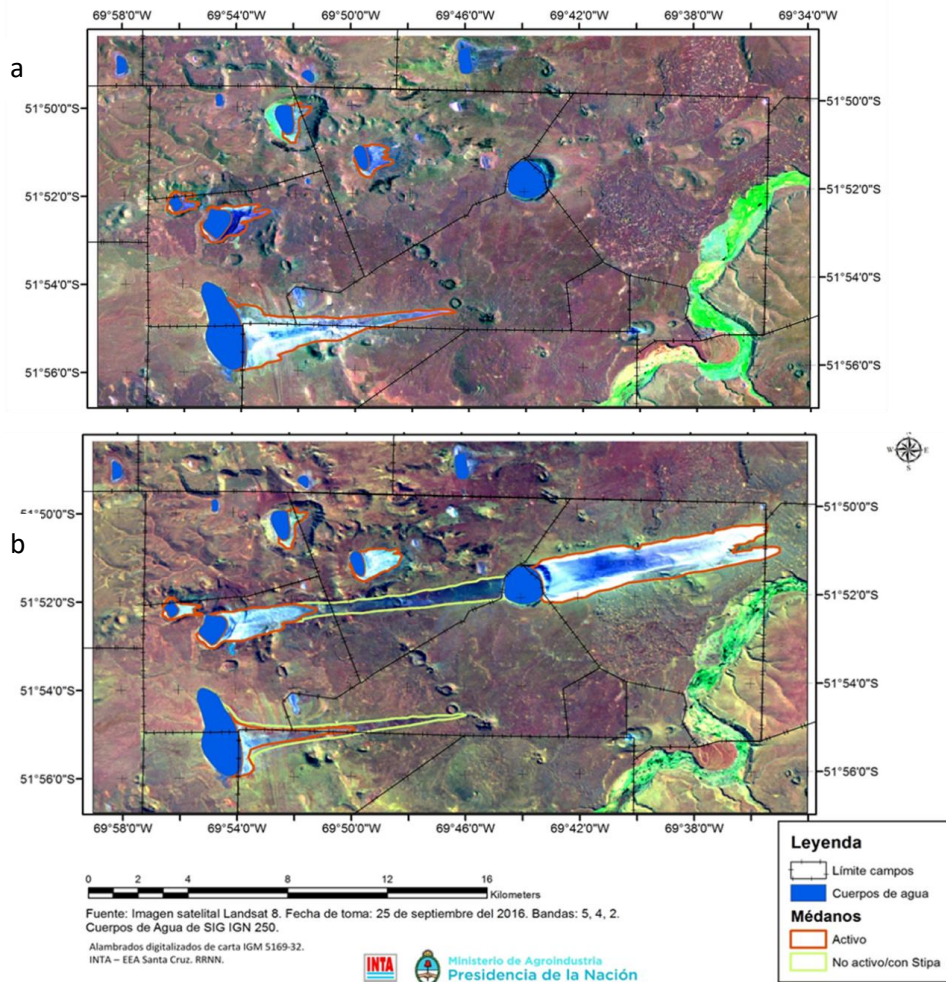 69°58'0"W 69°54'0"W 69°50'0"W 69°46'0"W 69°42'0"W 69°38'0"W 69°34'0"W
a
51°50'0"S 51°50'0"S
51°52'0"S 51°52'0"S
51°54'0"S 51°54'0"S
51°56'0"S 51°56'0"S
W E
S
51°50'0"S 51°50'0"S
b
51°52'0"S 51°52'0"S
51°54'0"S 51°54'0"S
51°56'0"S 51°56'0"S
69°58'0"W 69°54'0"W 69°50'0"W 69°46'0"W 69°42'0"W 69°38'0"W
Leyenda
Límite campos
Cuerpos de agua
Médanos
Activo
No activo/con Stipa
0 2 4 8 12 16
Kilometers
Fuente: Imagen satelital Landsat 8. Fecha de toma: 25 de septiembre del 2016. Bandas: 5, 4, 2.
Cuerpos de Agua de SIG IGN 250.
Alambrados digitalizados de carta IGM 5169-32.
INTA – EEA Santa Cruz. RRNN.
INTA
Ministerio de Agroindustria
Presidencia de la Nación